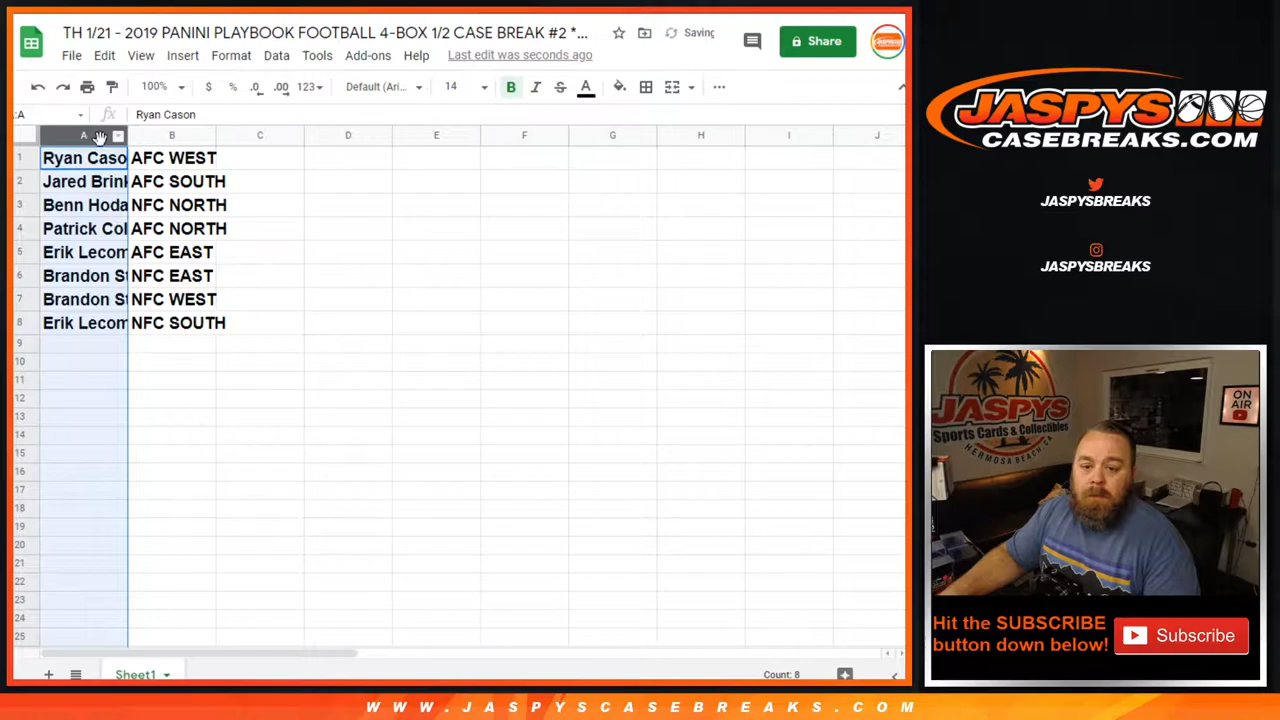 TH 1/21 - 2019 PANINI PLAYBOOK FOOTBALL 4-BOX 1/2 CASE BREAK #2 *...
Saving
Share
File Edit View Insert Format Data Tools Add-ons Help Last edit was seconds ago
100% $ % .0 .00 123 Default (Ari... 14 B I S A ...
:A fx Ryan Cason
A B C D E F G H I J
1 Ryan Caso AFC WEST
2 Jared Brink AFC SOUTH
3 Benn Hoda NFC NORTH
4 Patrick Col AFC NORTH
5 Erik Lecom AFC EAST
6 Brandon St NFC EAST
7 Brandon St NFC WEST
8 Erik Lecom NFC SOUTH
9
10
11
12
13
14
15
16
17
18
19
20
21
22
23
24
25
Sheet1
Count: 8
JASPYS
CASEBREAKS.COM
JASPYSBREAKS
JASPYSBREAKS
JASPYS
Sports Cards & Collectibles
HERMOSA BEACH, CA
ON
AIR
Hit the SUBSCRIBE
button down below!
Subscribe
WWW.JASPYSCASEBREAKS.COM